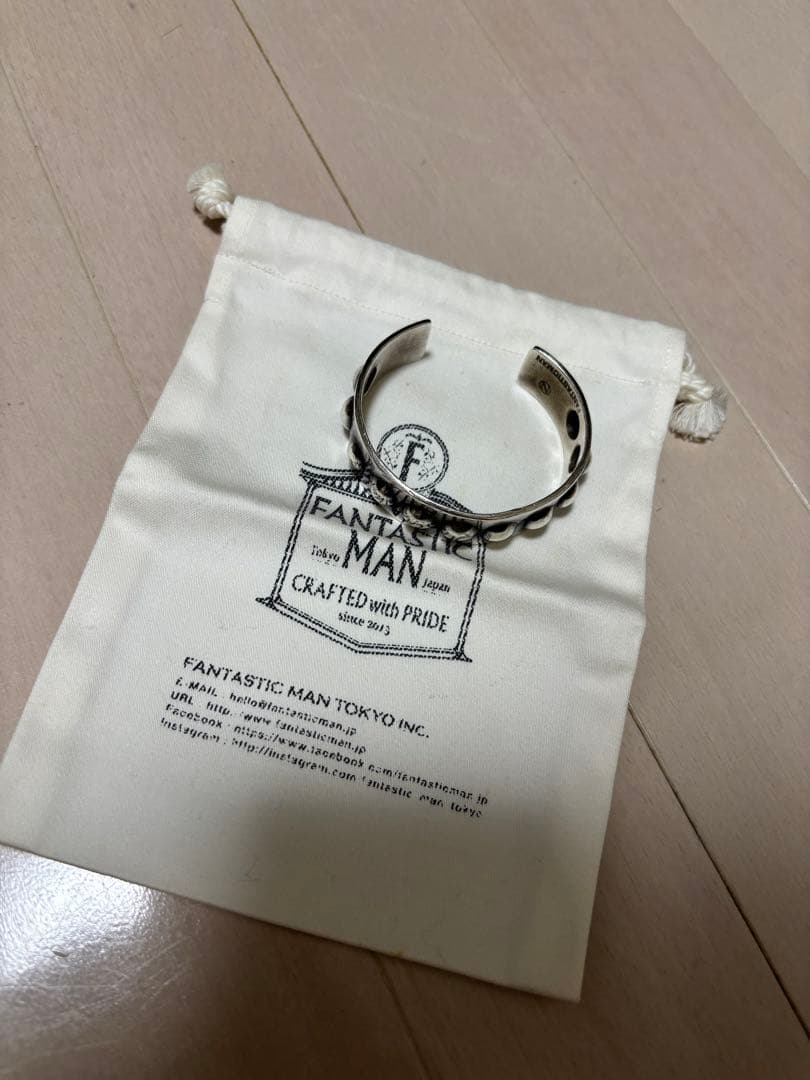 FANTASTICMAN
F
FANTASTIC
MAN
Tokyo
Japan
CRAFTED with PRIDE
since 2013
FANTASTIC MAN TOKYO INC.
E-MAIL : hello@fantasticman.jp
URL : http://www.fantasticman.jp
Facebook : https://www.facebook.com/fantasticman.jp
Instagram : http://instagram.com/fantastic_man_tokyo